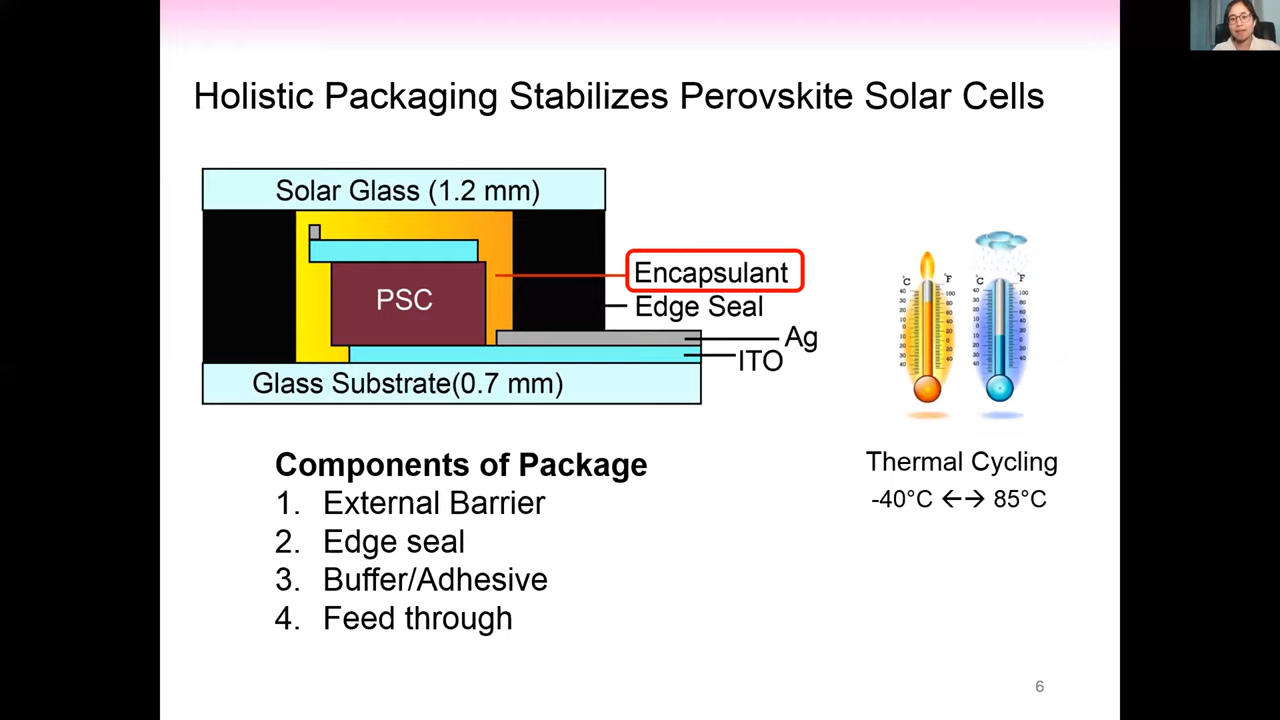 Holistic Packaging Stabilizes Perovskite Solar Cells
Solar Glass (1.2 mm)
Encapsulant
PSC
Edge Seal
Ag
ITO
Glass Substrate(0.7 mm)
Components of Package
1. External Barrier
2. Edge seal
3. Buffer/Adhesive
4. Feed through
°C °F
°C °F
Thermal Cycling
-40°C ←→ 85°C
6